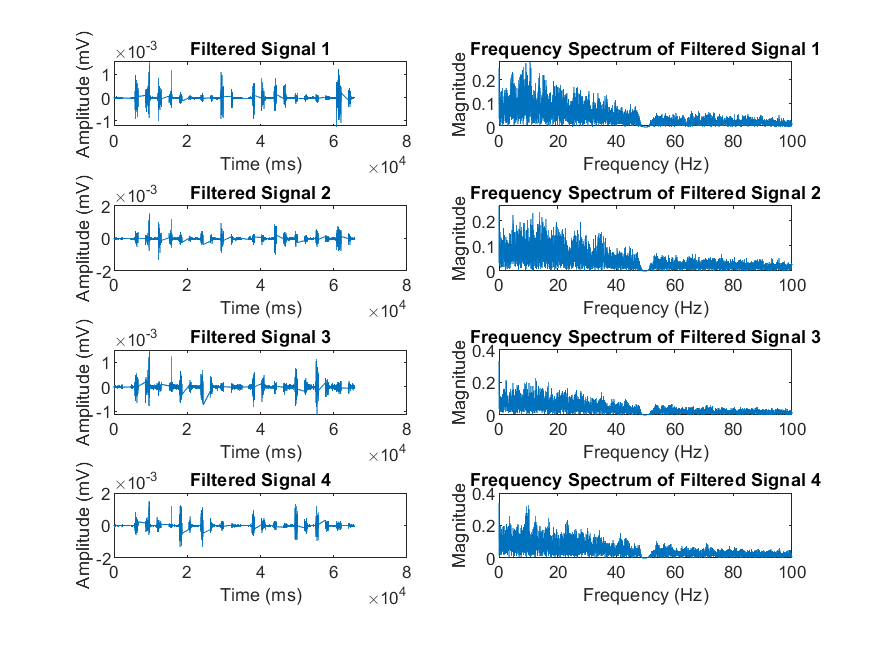 Filtered Signal 1
×10-3
Amplitude (mV)
1
0
-1
0 2 4 6 8
Time (ms)
×104
Frequency Spectrum of Filtered Signal 1
Magnitude
0.2
0.1
0
0 20 40 60 80 100
Frequency (Hz)
Filtered Signal 2
×10-3
Amplitude (mV)
2
0
-2
0 2 4 6 8
Time (ms)
×104
Frequency Spectrum of Filtered Signal 2
Magnitude
0.2
0.1
0
0 20 40 60 80 100
Frequency (Hz)
Filtered Signal 3
×10-3
Amplitude (mV)
1
0
-1
0 2 4 6 8
Time (ms)
×104
Frequency Spectrum of Filtered Signal 3
Magnitude
0.4
0.2
0
0 20 40 60 80 100
Frequency (Hz)
Filtered Signal 4
×10-3
Amplitude (mV)
2
0
-2
0 2 4 6 8
Time (ms)
×104
Frequency Spectrum of Filtered Signal 4
Magnitude
0.4
0.2
0
0 20 40 60 80 100
Frequency (Hz)